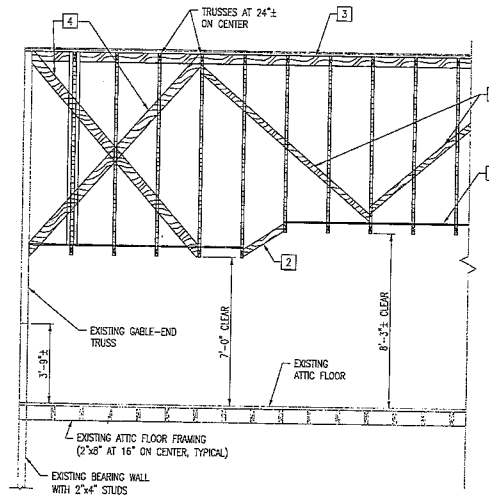 4
TRUSSES AT 24"±
ON CENTER
3
2
7'-0" CLEAR
8'-3"± CLEAR
EXISTING GABLE-END
TRUSS
3'-9"±
EXISTING
ATTIC FLOOR
EXISTING ATTIC FLOOR FRAMING
(2"x8" AT 16" ON CENTER, TYPICAL)
EXISTING BEARING WALL
WITH 2"x4" STUDS